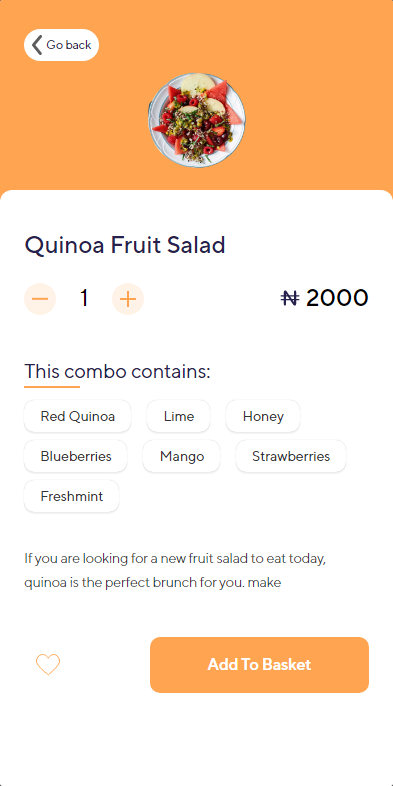 Go back
Quinoa Fruit Salad
1
₦ 2000
This combo contains:
Red Quinoa Lime Honey
Blueberries Mango Strawberries
Freshmint
If you are looking for a new fruit salad to eat today,
quinoa is the perfect brunch for you. make
Add To Basket